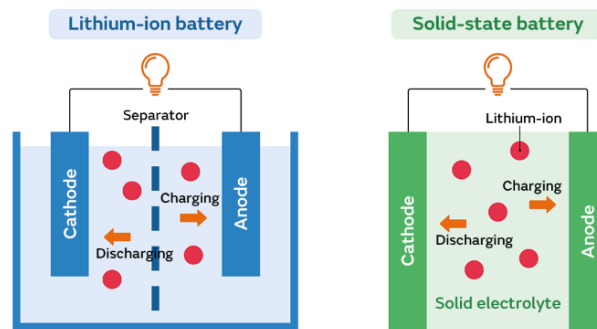 Lithium-ion battery
Separator
Cathode
Charging
Discharging
Anode
Solid-state battery
Lithium-ion
Cathode
Charging
Discharging
Anode
Solid electrolyte